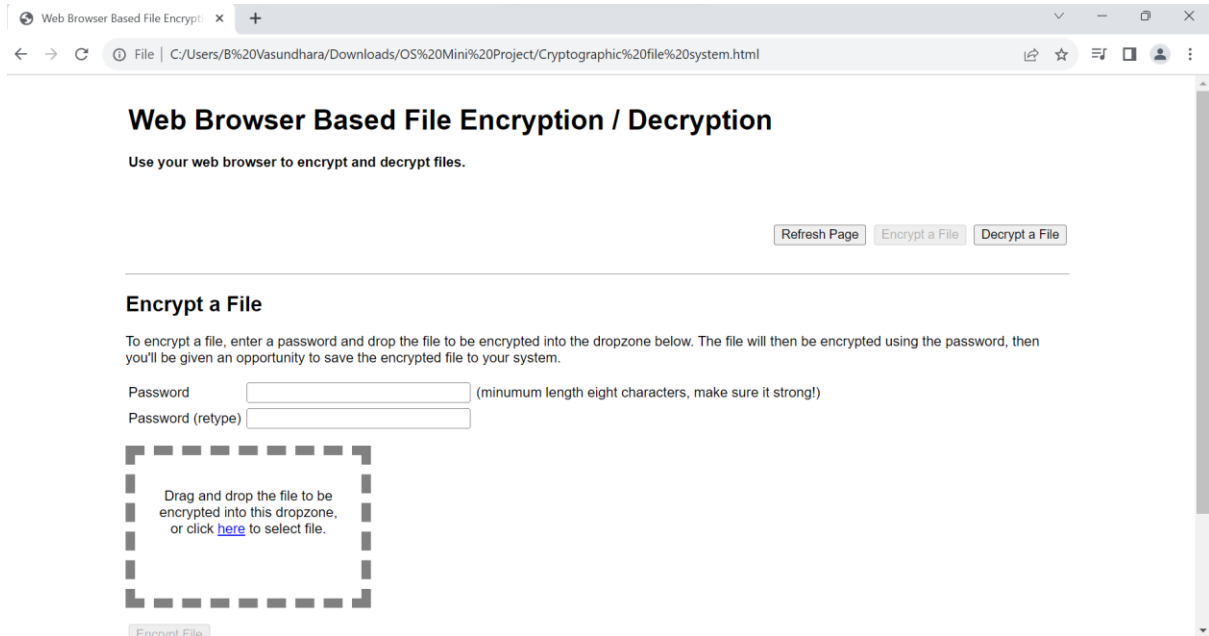 Web Browser Based File Encrypti
File | C:/Users/B%20Vasundhara/Downloads/OS%20Mini%20Project/Cryptographic%20file%20system.html
Web Browser Based File Encryption / Decryption
Use your web browser to encrypt and decrypt files.
Refresh Page Encrypt a File Decrypt a File
Encrypt a File
To encrypt a file, enter a password and drop the file to be encrypted into the dropzone below. The file will then be encrypted using the password, then
you'll be given an opportunity to save the encrypted file to your system.
Password (minumum length eight characters, make sure it strong!)
Password (retype)
Drag and drop the file to be
encrypted into this dropzone,
or click here to select file.
Encrypt File